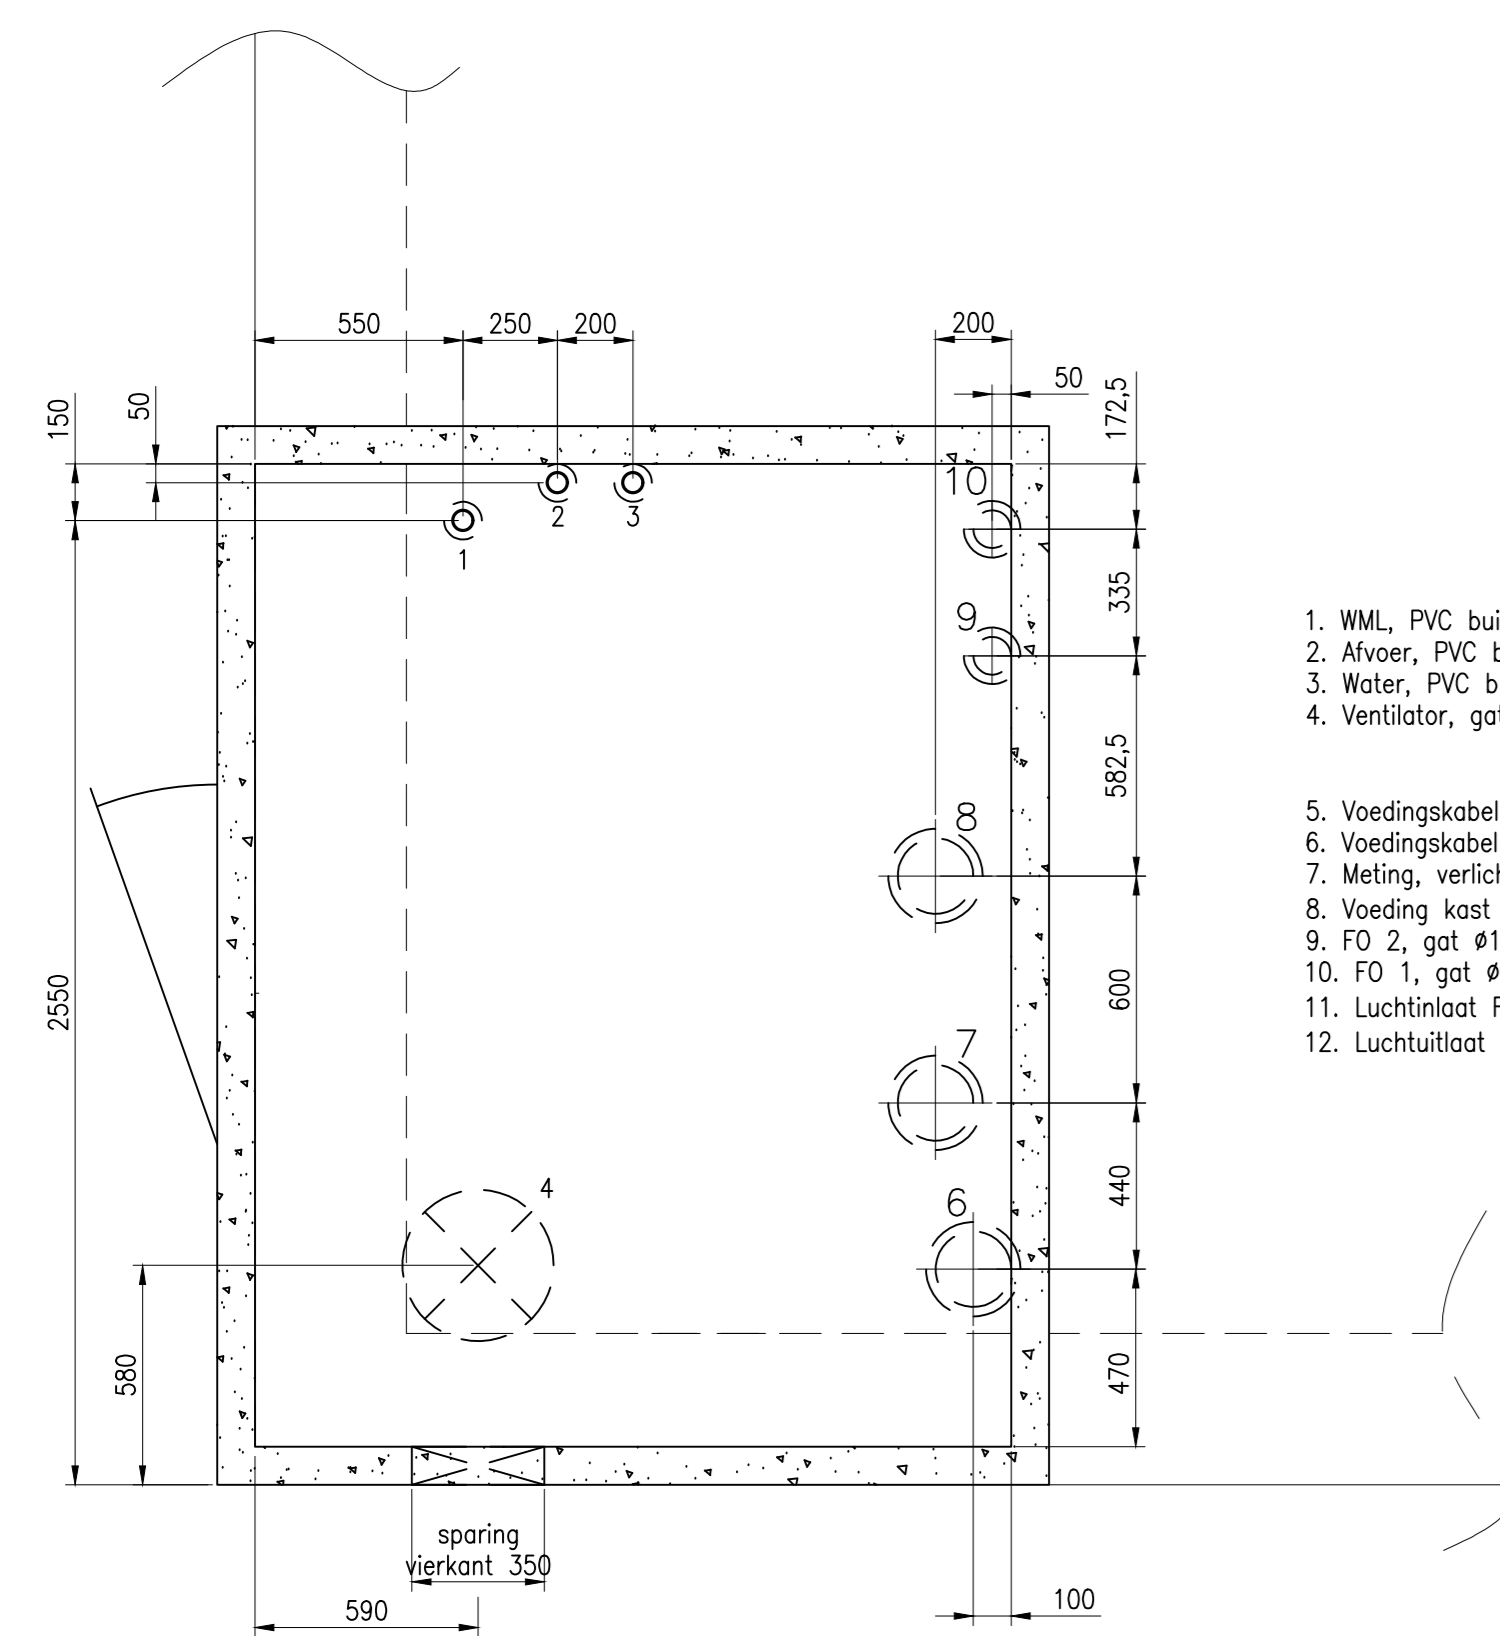 550
250
200
200
50
172,5
150
50
10
2
3
1
335
9
582,5
8
2550
600
7
440
4
6
580
470
sparing
vierkant 350
590
100
1. WML, PVC bui
2. Afvoer, PVC b
3. Water, PVC b
4. Ventilator, gat
5. Voedingskabel
6. Voedingskabel
7. Meting, verlich
8. Voeding kast
9. FO 2, gat ø1
10. FO 1, gat ø
11. Luchtinlaat F
12. Luchtuitlaat